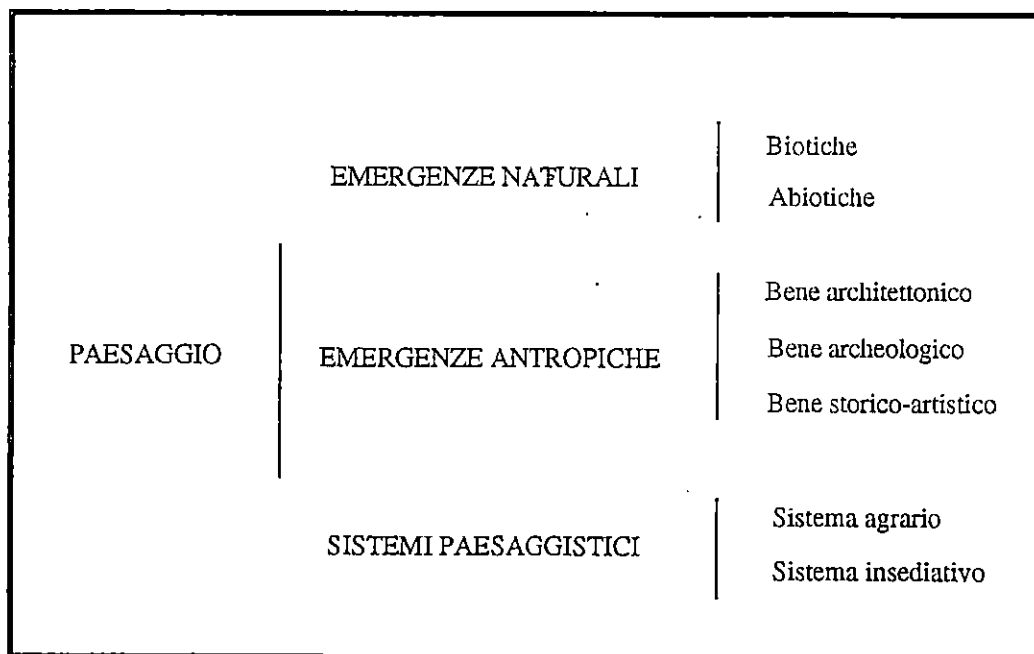 EMERGENZE NATURALI
Biotiche
Abiotiche
PAESAGGIO
EMERGENZE ANTROPICHE
Bene architettonico
Bene archeologico
Bene storico-artistico
SISTEMI PAESAGGISTICI
Sistema agrario
Sistema insediativo